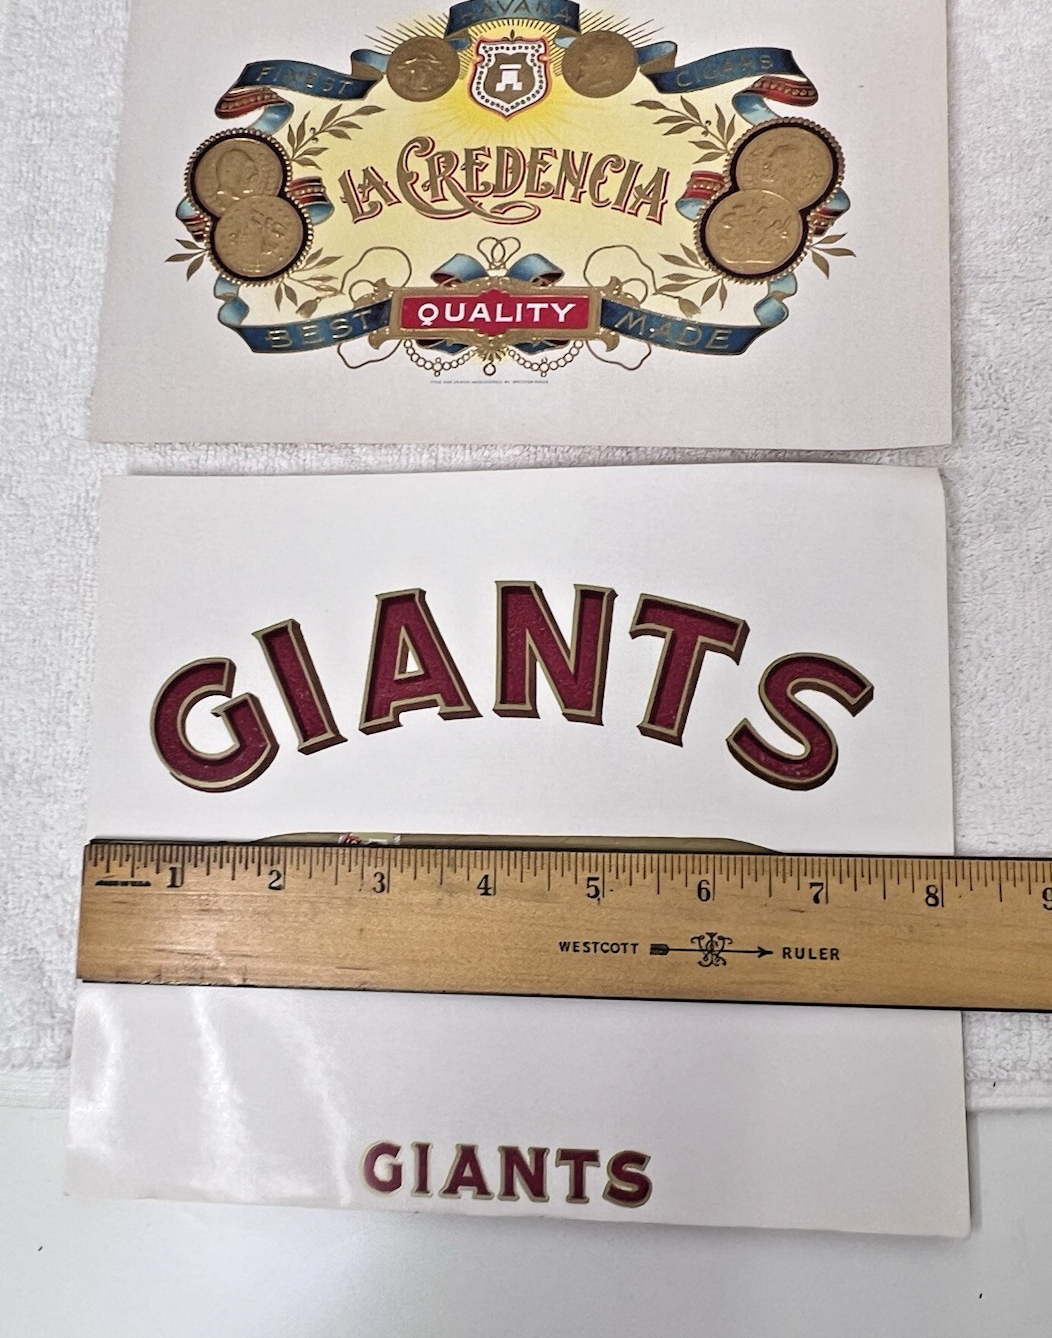 HAVANA
FINEST CIGARS
LA CREDENCIA
BEST QUALITY MADE
GIANTS
1 2 3 4 5 6 7 8 9
WESTCOTT RULER
GIANTS